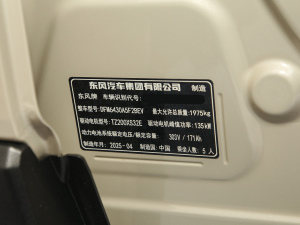 东风汽车集团有限公司 制造
东风牌 车辆识别代号:
整车型号:DFM6430A5F2BEV 最大允许总质量:1975kg
驱动电机型号:TZ200XS32E 驱动电机峰值功率:135kW
动力电池系统额定电压/额定容量: 383V / 171Ah
制造年月:2025-04 制造国:中国 乘坐人数:5人